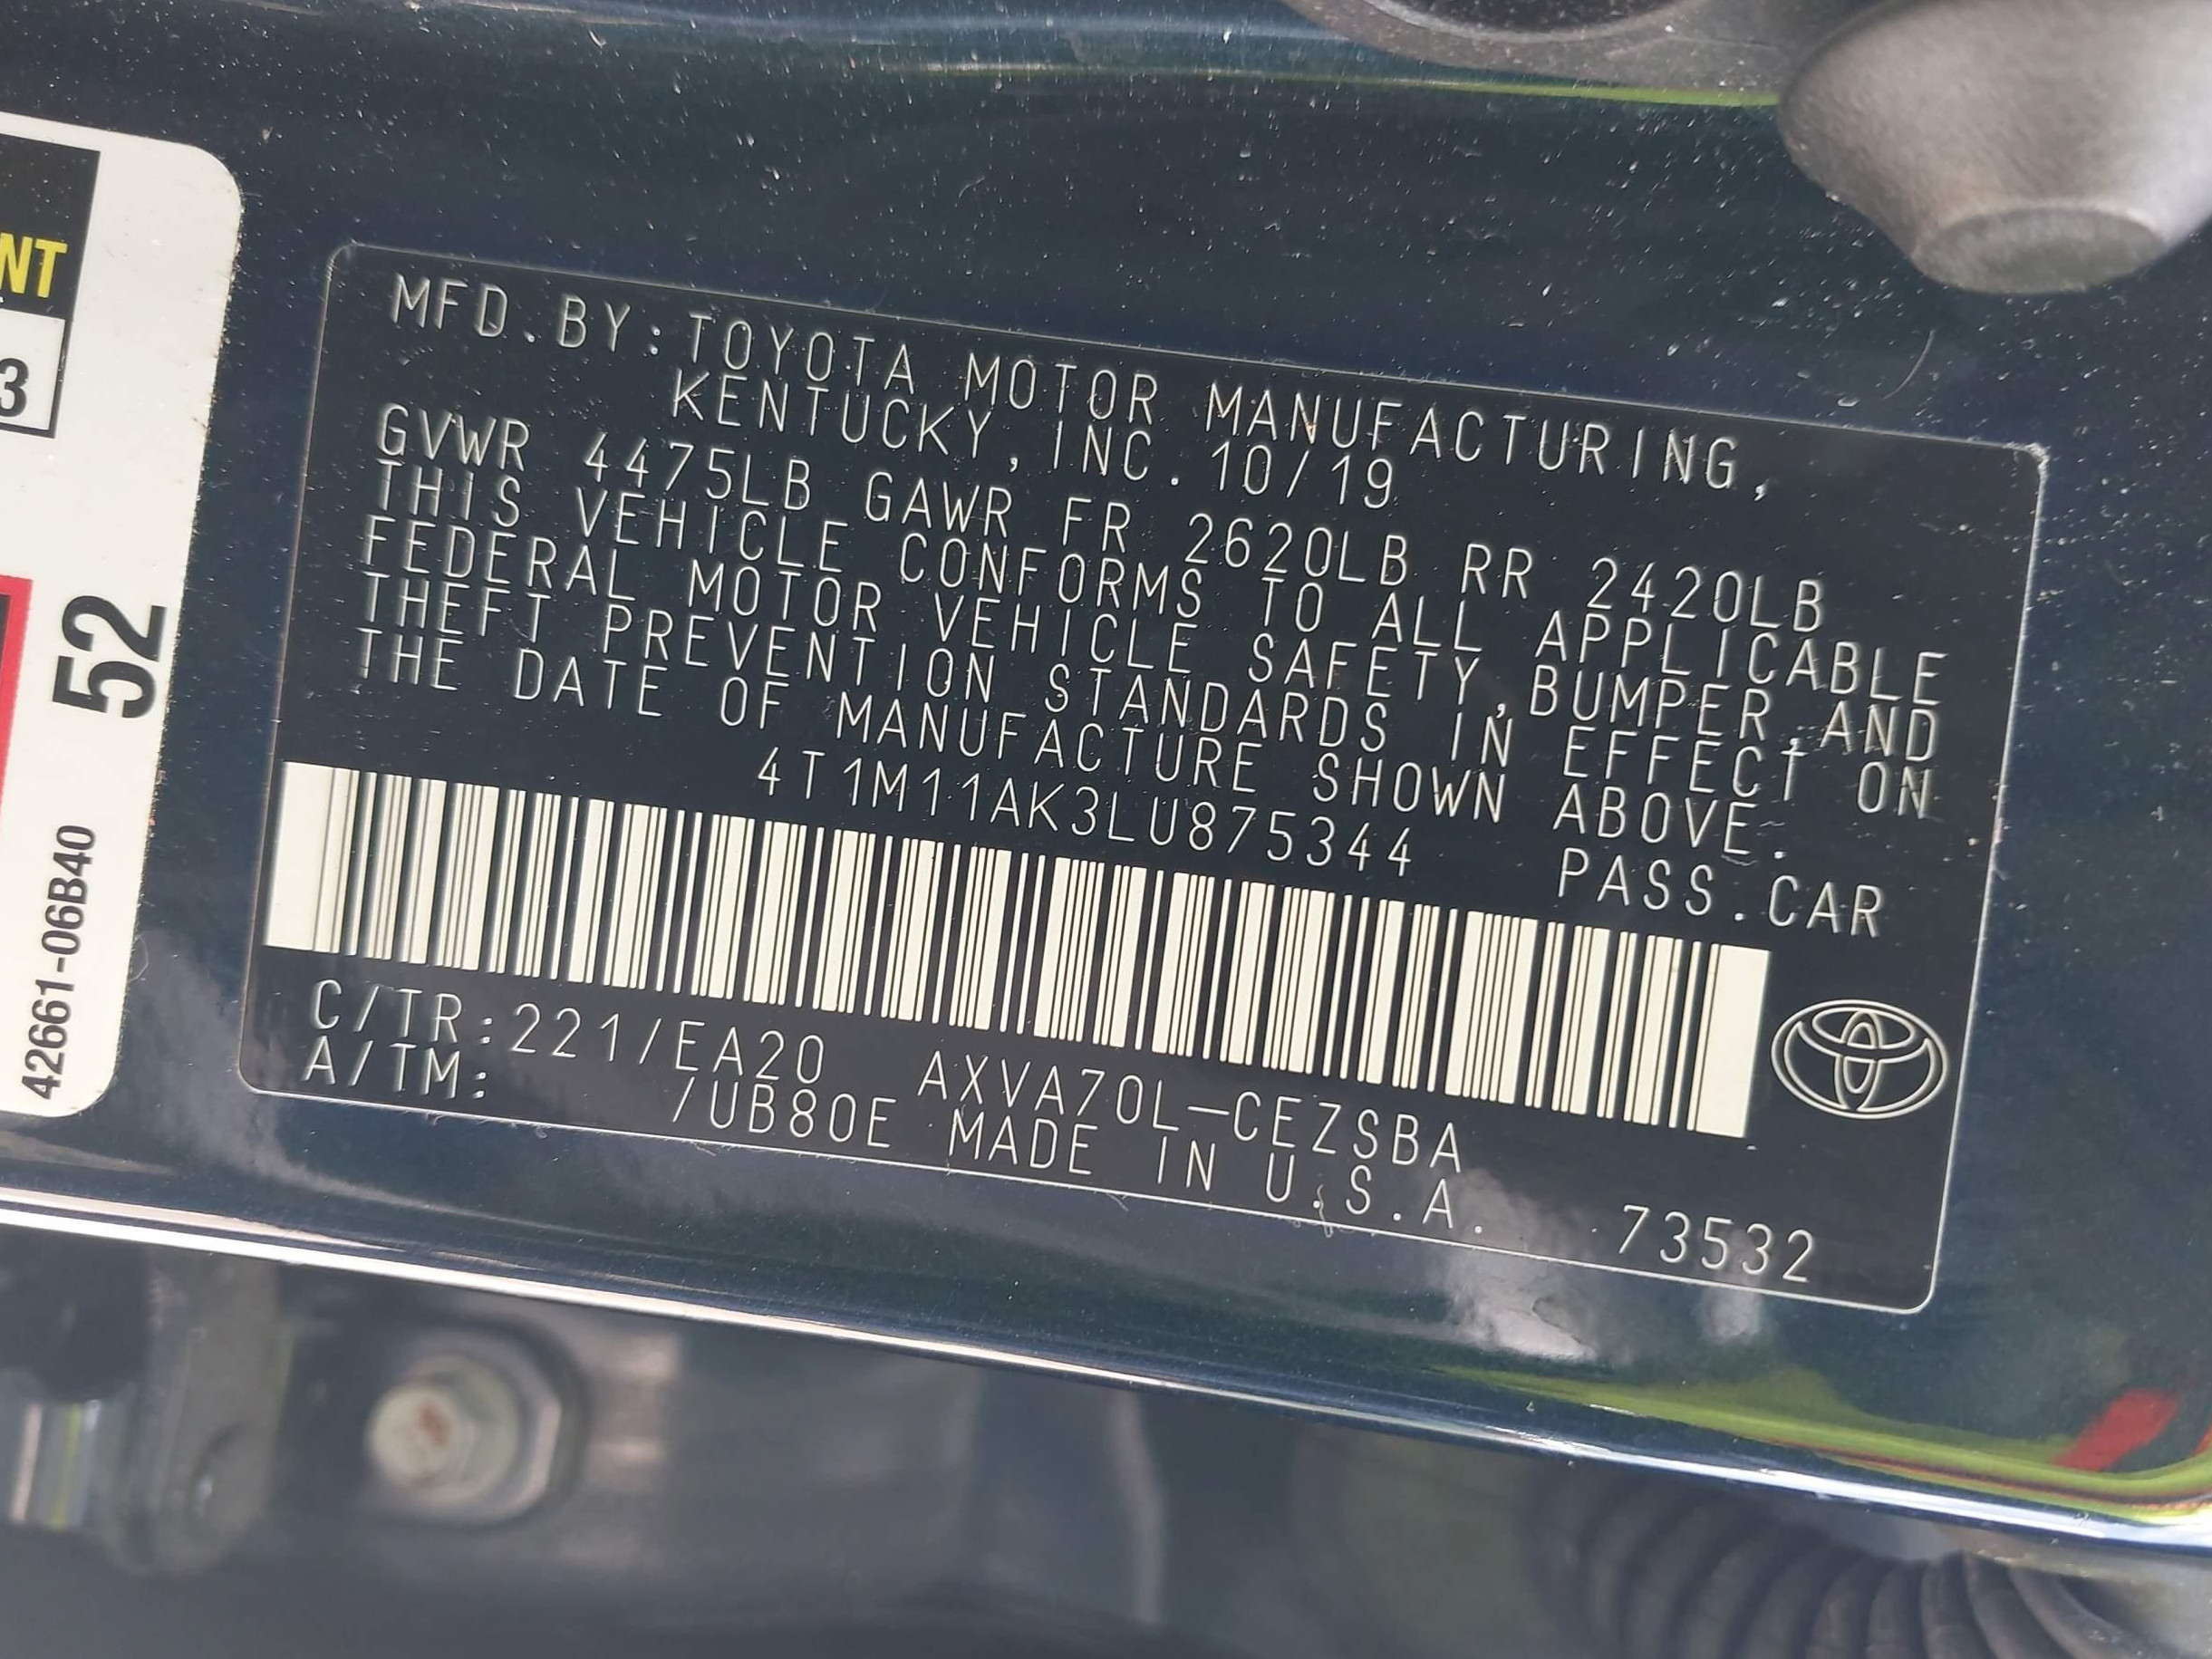 NT
3
52
42661-06B40
MFD.BY:TOYOTA MOTOR MANUFACTURING,
KENTUCKY,INC.10/19
GVWR 4475LB GAWR FR 2620LB RR 2420LB
THIS VEHICLE CONFORMS TO ALL APPLICABLE
FEDERAL MOTOR VEHICLE SAFETY,BUMPER,AND
THEFT PREVENTION STANDARDS IN EFFECT ON
THE DATE OF MANUFACTURE SHOWN ABOVE.
4T1M11AK3LU875344 PASS.CAR
C/TR:221/EA20 AXVA70L-CEZSBA
A/TM: /UB80E MADE IN U.S.A. 73532